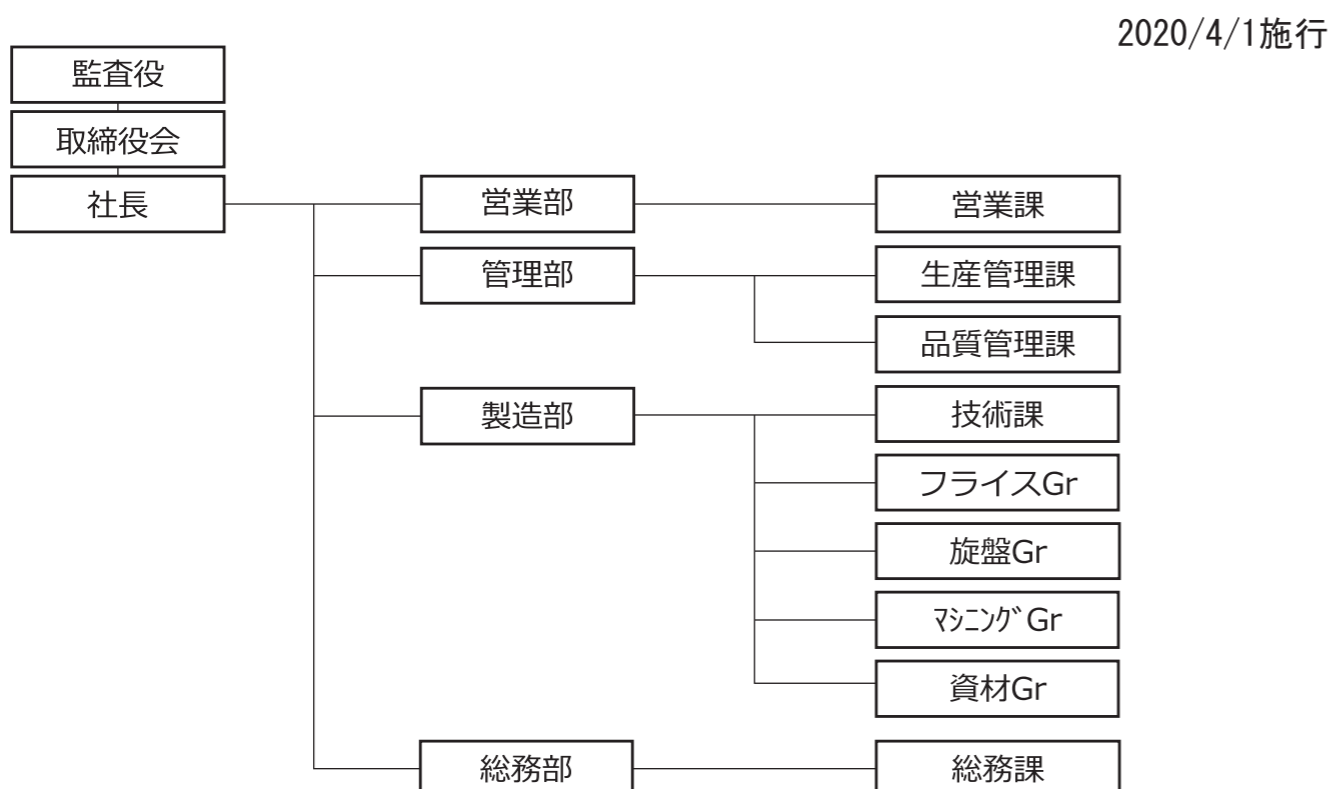 2020/4/1施行
監査役
取締役会
社長
営業部
営業課
管理部
生産管理課
品質管理課
製造部
技術課
フライスGr
旋盤Gr
ﾏｼﾆﾝｸﾞGr
資材Gr
総務部
総務課